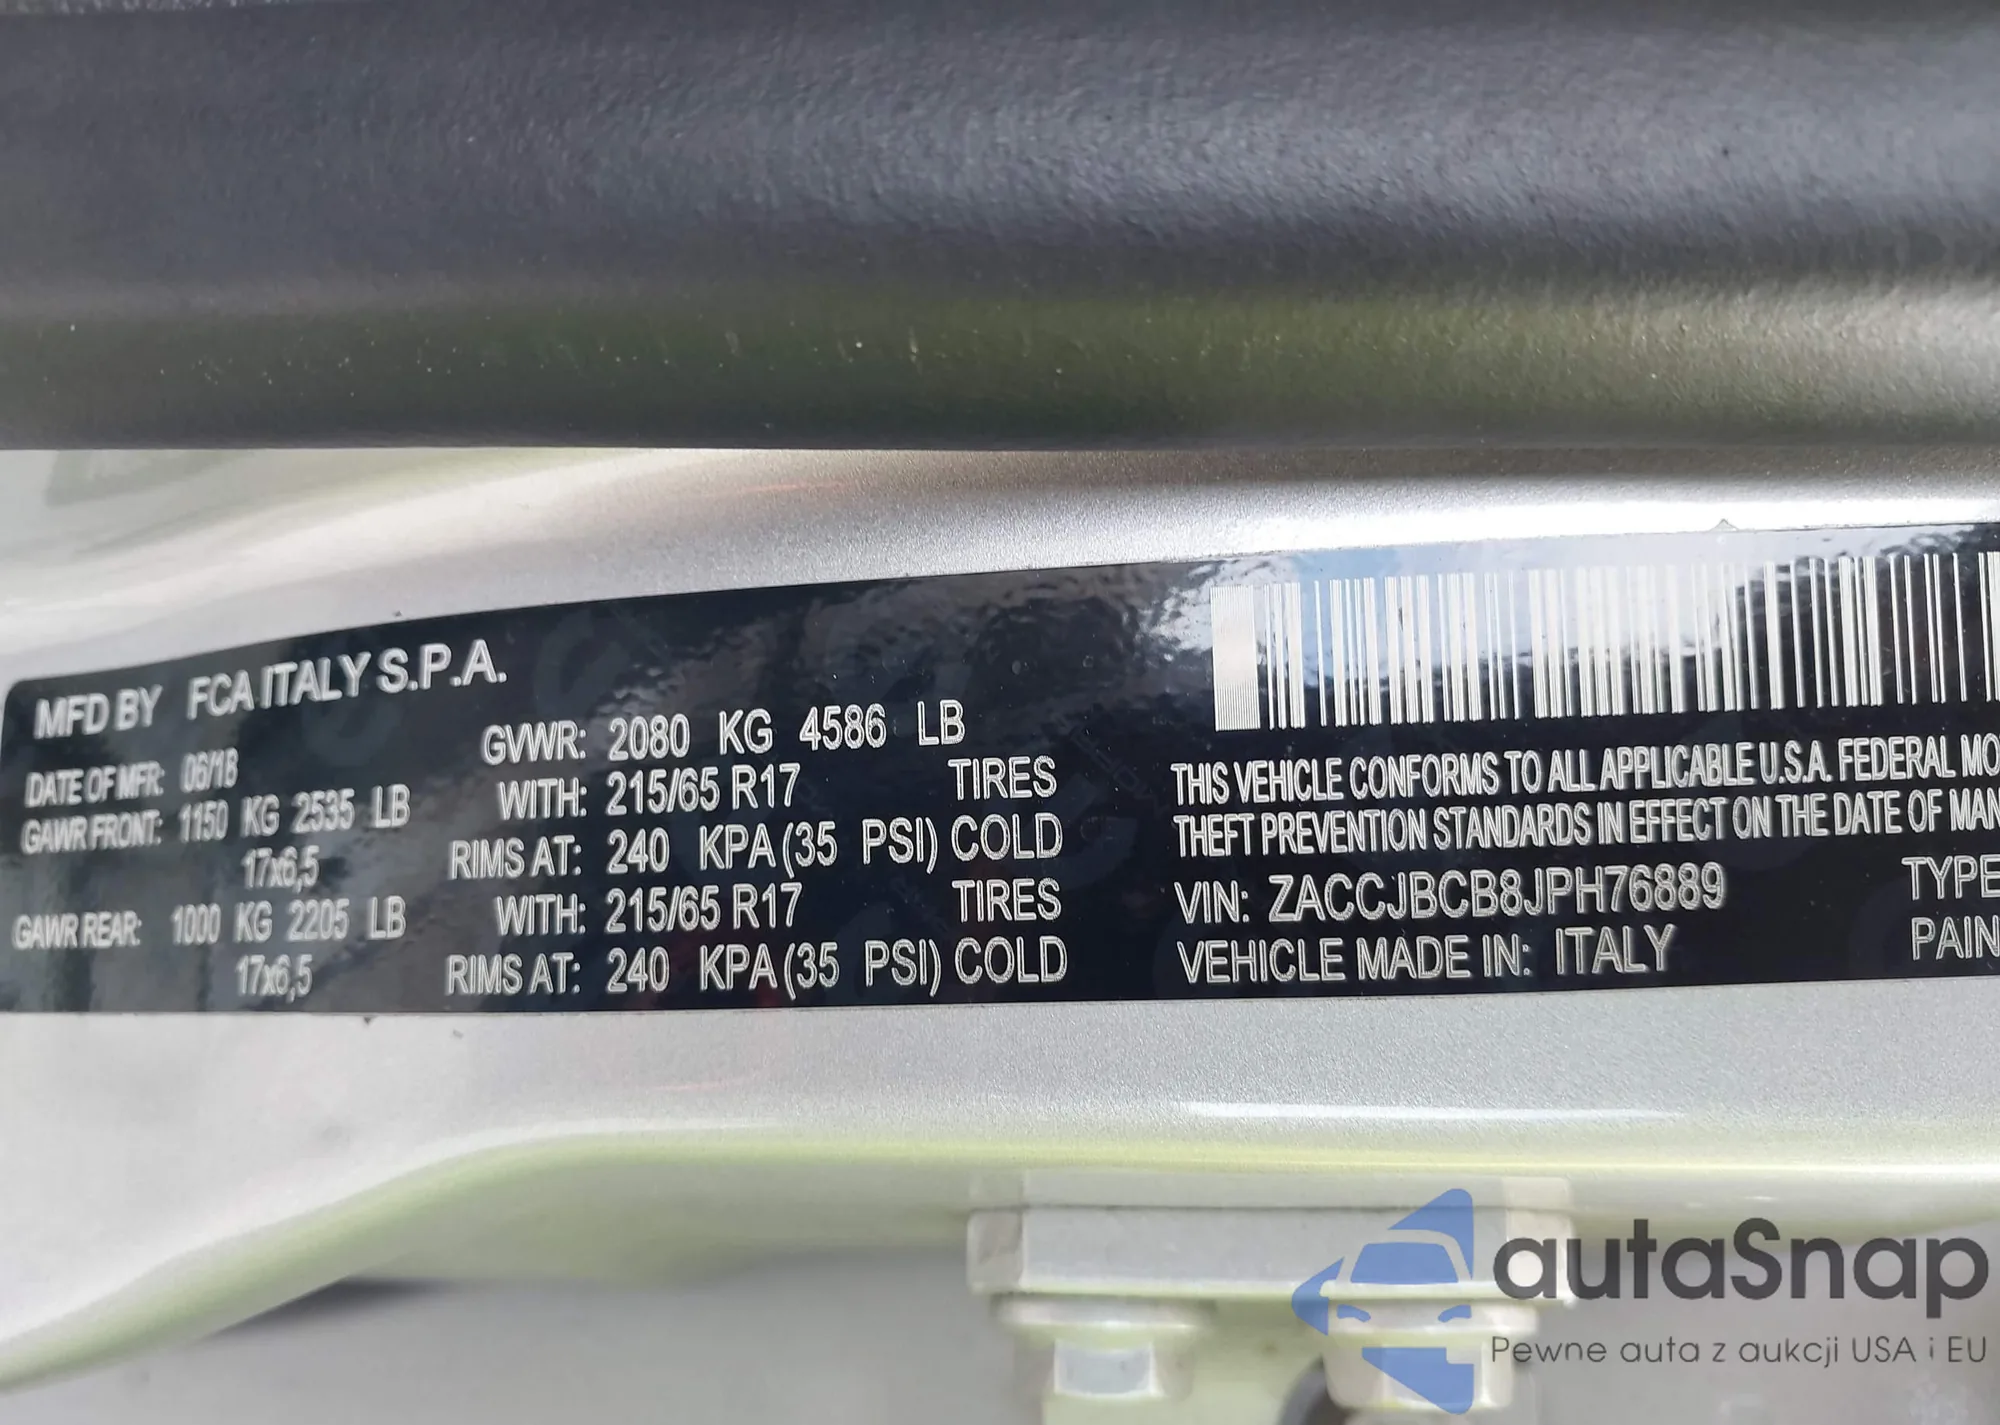 MFD BY FCA ITALY S.P.A.
DATE OF MFR: 06/18
GVWR: 2080 KG 4586 LB
GAWR FRONT: 1150 KG 2535 LB WITH: 215/65 R17 TIRES
17x6,5 RIMS AT: 240 KPA (35 PSI) COLD
GAWR REAR: 1000 KG 2205 LB WITH: 215/65 R17 TIRES
17x6,5 RIMS AT: 240 KPA (35 PSI) COLD
THIS VEHICLE CONFORMS TO ALL APPLICABLE U.S.A. FEDERAL MO
THEFT PREVENTION STANDARDS IN EFFECT ON THE DATE OF MAN
VIN: ZACCJBCB8JPH76889 TYPE
VEHICLE MADE IN: ITALY PAIN
autaSnap
Pewne auta z aukcji USA i EU